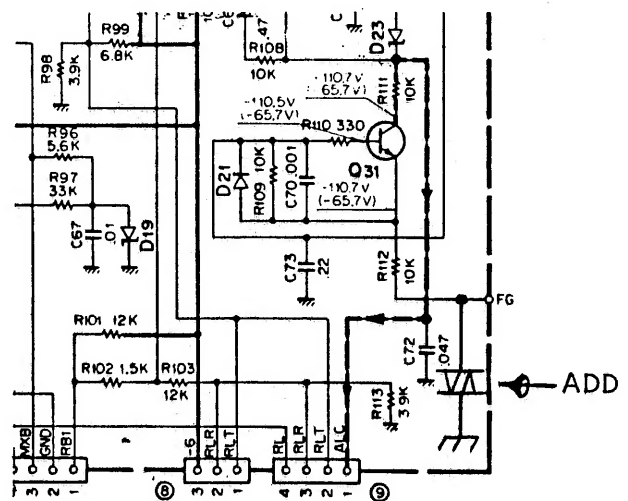 R99
6.8K
R98
3.9K
.47
R108
10K
D23
R111
10K
-110.7V
(-65.7V)
-110.5V
(-65.7V)
R110 330
Q31
R96
5.6K
R97
33K
C67
.01
D19
D21
R109
10K
C70
.001
-110.7V
(-65.7V)
C73
.22
R112
10K
FG
R101 12K
R102 1.5K
R103
12K
C72
.047
ADD
R113
3.9K
MXB
GND
RB1
-6
RLR
RLT
RL
RLR
RLT
ALC
3 2 1
⑧
3 2 1
4 3 2 1
⑨